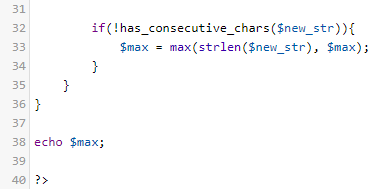 31
32 if(!has_consecutive_chars($new_str)){
33 $max = max(strlen($new_str), $max);
34 }
35 }
36 }
37
38 echo $max;
39
40 ?>